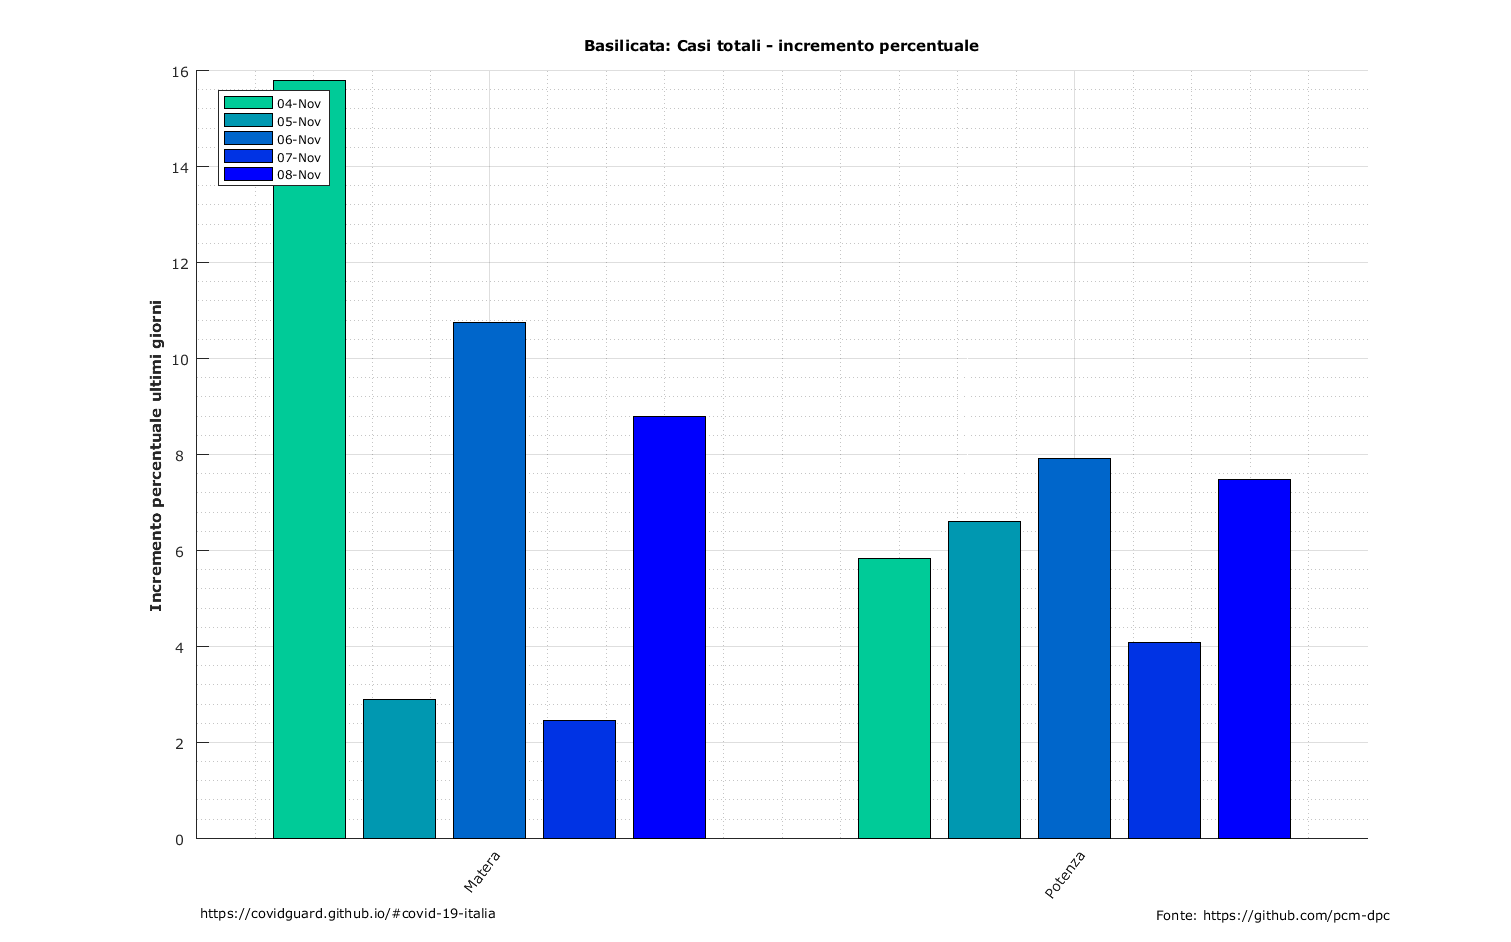 Basilicata: Casi totali - incremento percentuale
Incremento percentuale ultimi giorni
16
14
12
10
8
6
4
2
0
04-Nov
05-Nov
06-Nov
07-Nov
08-Nov
Matera
Potenza
https://covidguard.github.io/#covid-19-italia
Fonte: https://github.com/pcm-dpc